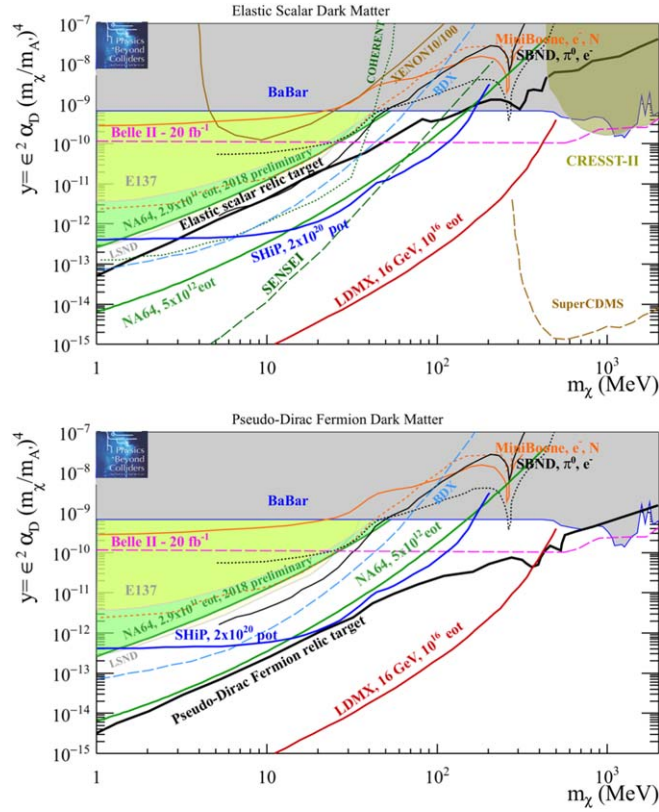 Elastic Scalar Dark Matter
Physics
Beyond
Colliders
10⁻⁷
10⁻⁸
10⁻⁹
10⁻¹⁰
10⁻¹¹
10⁻¹²
10⁻¹³
10⁻¹⁴
10⁻¹⁵
y= ϵ² α_D (m_χ/m_A')⁴
COHERENT
XENON10/100
MiniBoone, e⁻, N
SBND, π⁰, e⁻
BDX
BaBar
Belle II - 20 fb⁻¹
CRESST-II
E137
NA64, 2.9x10¹¹ eot, 2018 preliminary
Elastic scalar relic target
LSND
SHiP, 2x10²⁰ pot
NA64, 5x10¹² eot
SENSEI
LDMX, 16 GeV, 10¹⁶ eot
SuperCDMS
1 10 10² 10³
m_χ (MeV)
Pseudo-Dirac Fermion Dark Matter
Physics
Beyond
Colliders
10⁻⁷
10⁻⁸
10⁻⁹
10⁻¹⁰
10⁻¹¹
10⁻¹²
10⁻¹³
10⁻¹⁴
10⁻¹⁵
y= ϵ² α_D (m_χ/m_A')⁴
MiniBoone, e⁻, N
SBND, π⁰, e⁻
BDX
BaBar
Belle II - 20 fb⁻¹
NA64, 5x10¹² eot
E137
NA64, 2.9x10¹¹ eot, 2018 preliminary
SHiP, 2x10²⁰ pot
LSND
Pseudo-Dirac Fermion relic target
LDMX, 16 GeV, 10¹⁶ eot
1 10 10² 10³
m_χ (MeV)